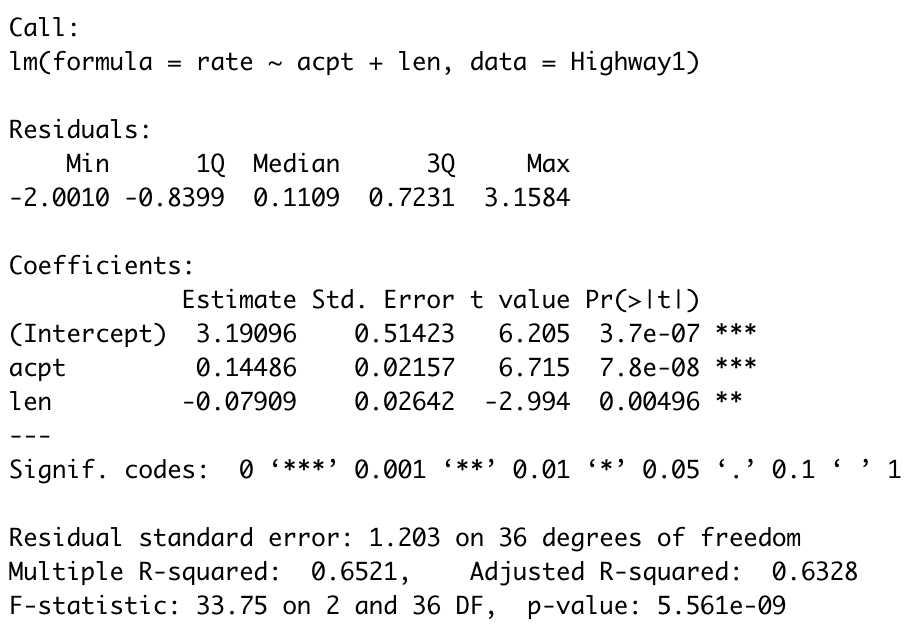 Call:
lm(formula = rate ~ acpt + len, data = Highway1)
Residuals:
    Min      1Q  Median      3Q     Max
-2.0010 -0.8399  0.1109  0.7231  3.1584
Coefficients:
            Estimate Std. Error t value Pr(>|t|)
(Intercept)  3.19096    0.51423   6.205  3.7e-07 ***
acpt         0.14486    0.02157   6.715  7.8e-08 ***
len         -0.07909    0.02642  -2.994  0.00496 **
---
Signif. codes:  0 ‘***’ 0.001 ‘**’ 0.01 ‘*’ 0.05 ‘.’ 0.1 ‘ ’ 1
Residual standard error: 1.203 on 36 degrees of freedom
Multiple R-squared:  0.6521,    Adjusted R-squared:  0.6328
F-statistic: 33.75 on 2 and 36 DF,  p-value: 5.561e-09